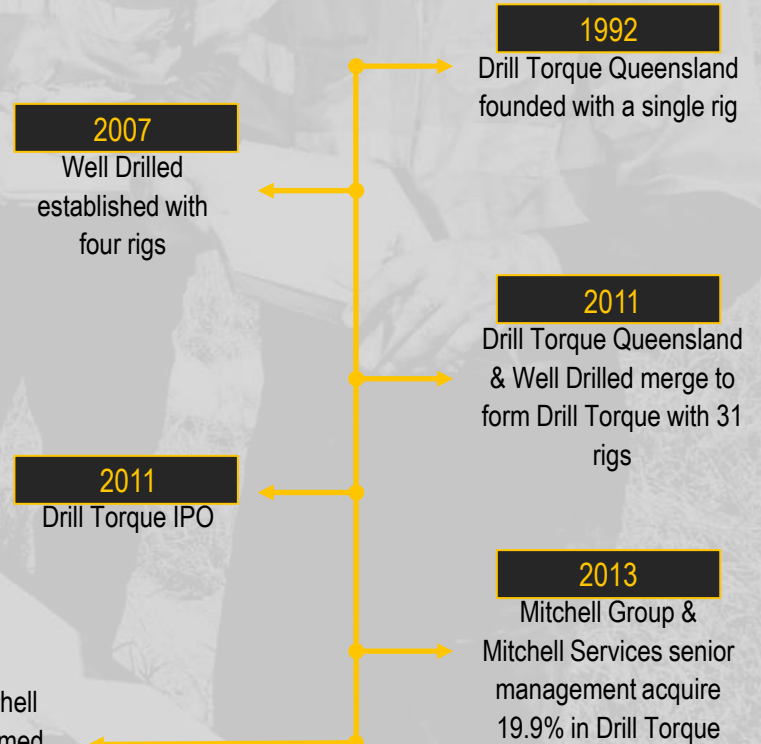 1992
Drill Torque Queensland
founded with a single rig
2007
Well Drilled
established with
four rigs
2011
Drill Torque Queensland
& Well Drilled merge to
form Drill Torque with 31
rigs
2011
Drill Torque IPO
2013
Mitchell Group &
Mitchell Services senior
management acquire
19.9% in Drill Torque